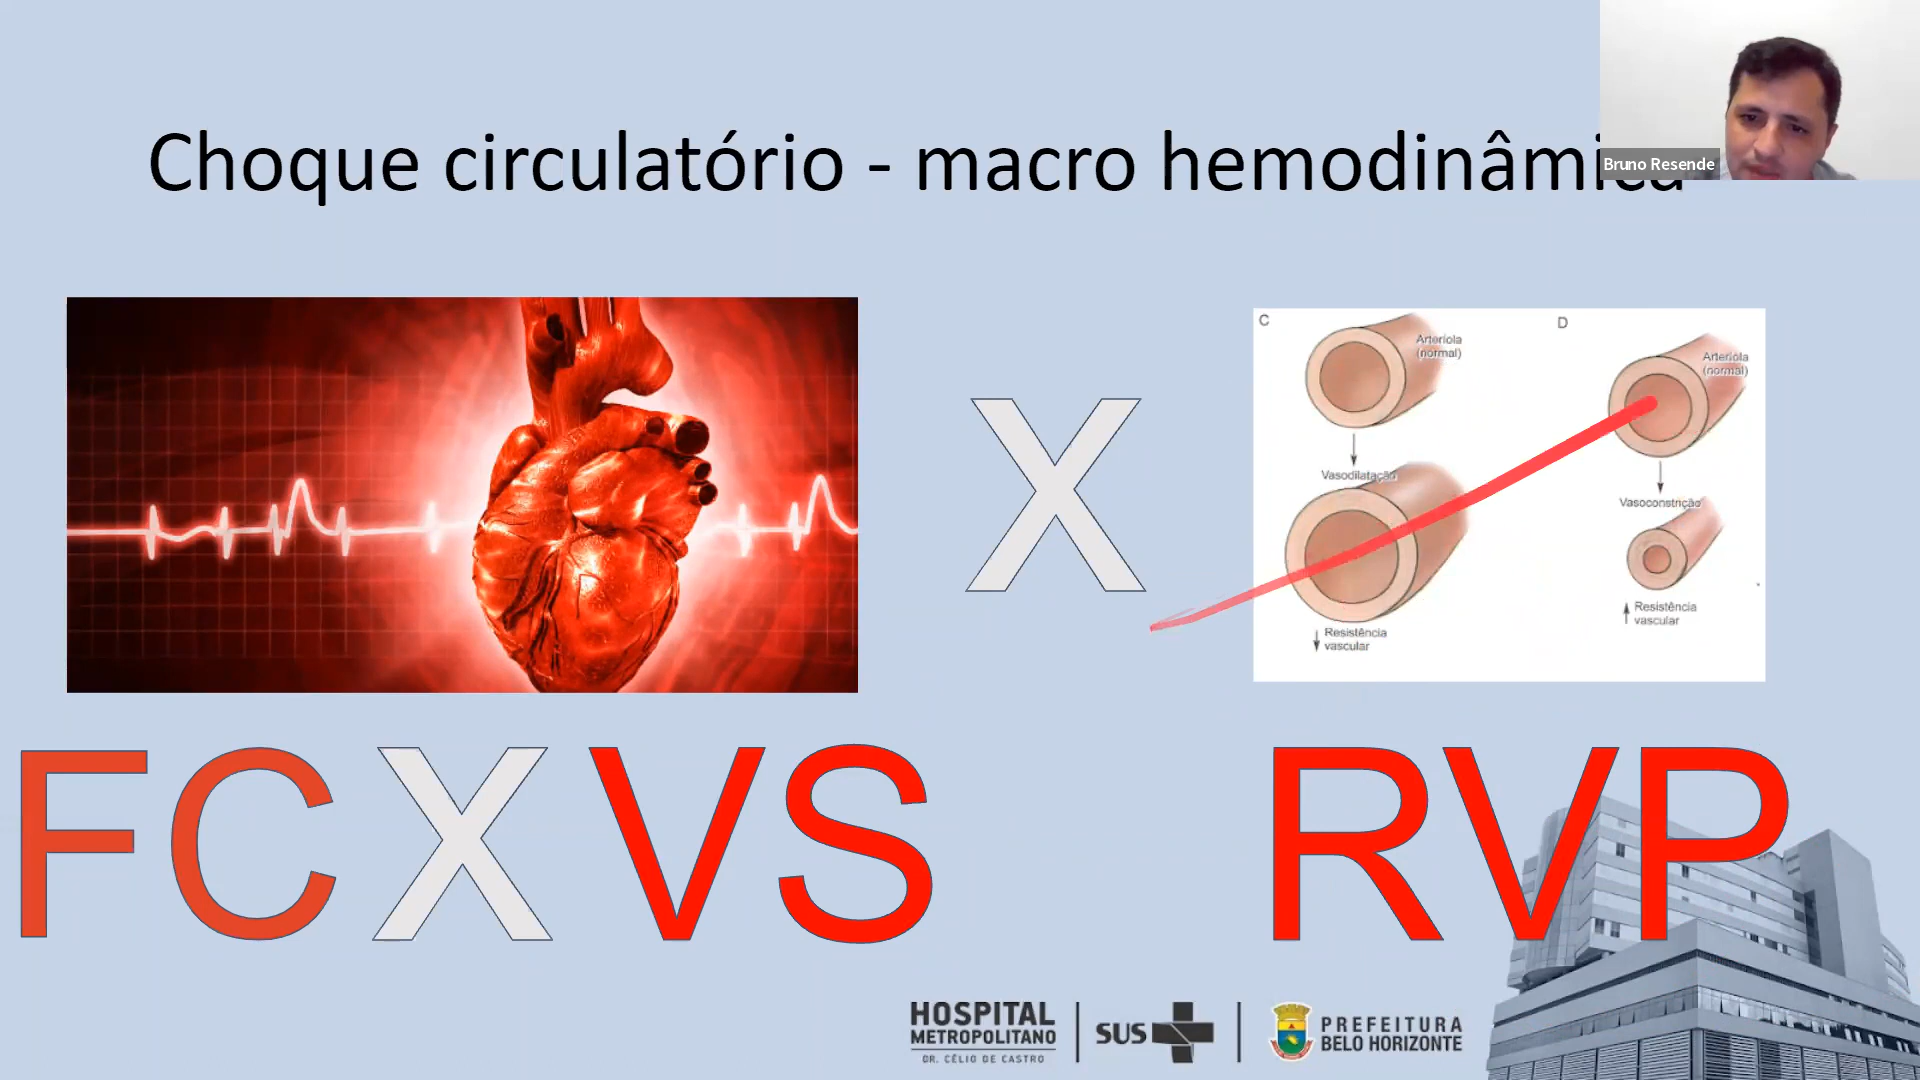 Choque circulatório - macro hemodinâmica
Bruno Resende
X
C
Arteríola
(normal)
Vasodilatação
Resistência
vascular
D
Arteríola
(normal)
Vasoconstrição
Resistência
vascular
FC X VS
RVP
HOSPITAL
METROPOLITANO
DR. CÉLIO DE CASTRO
SUS
PREFEITURA
BELO HORIZONTE